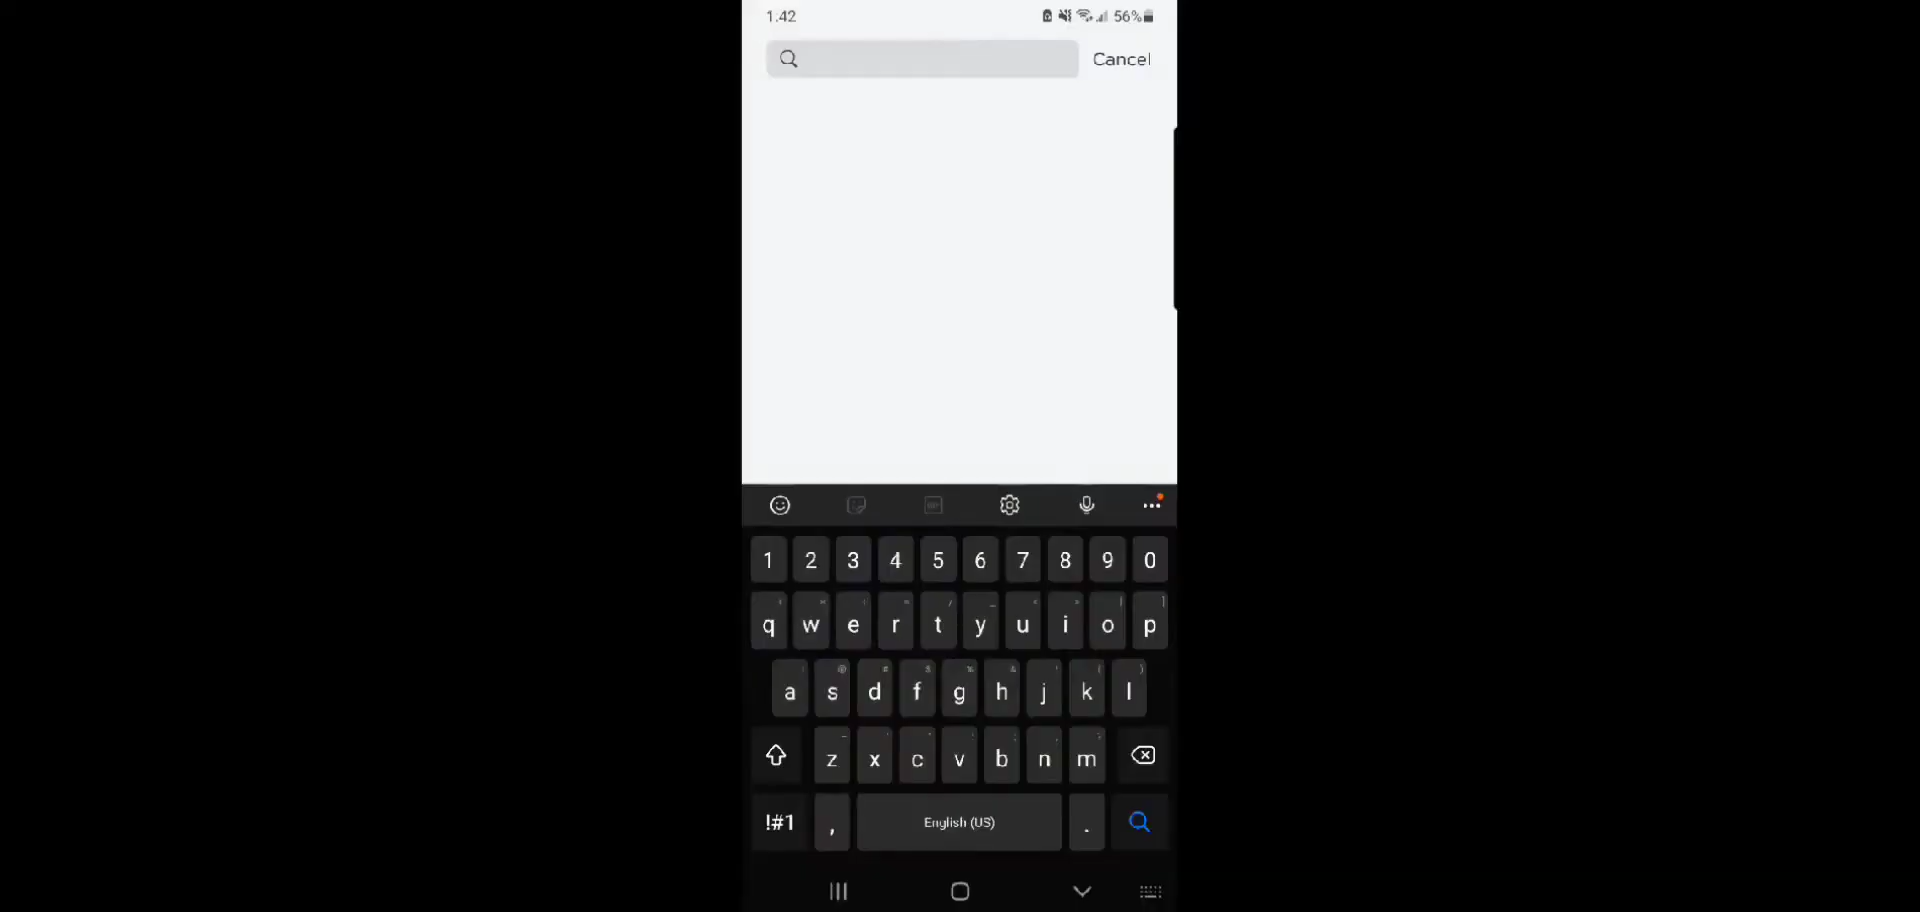 1:42 56%
Cancel
1 2 3 4 5 6 7 8 9 0
q w e r t y u i o p
a s d f g h j k l
z x c v b n m
!#1 , English (US) .